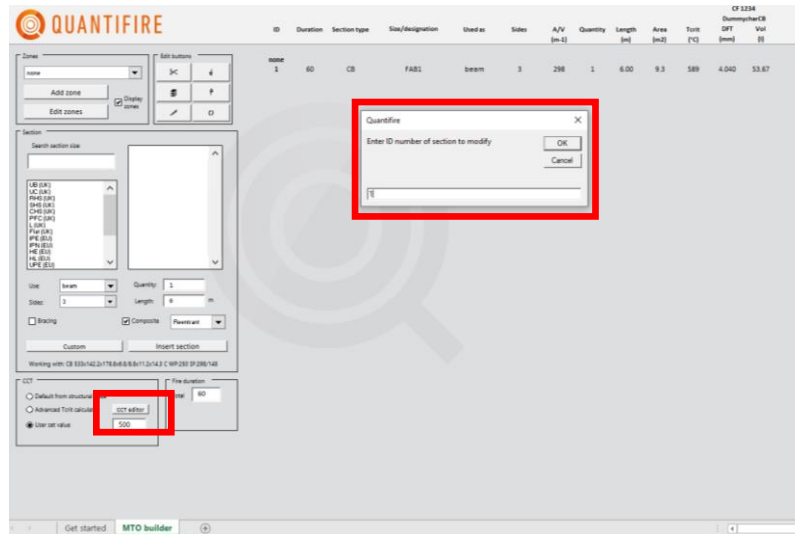 QUANTIFIRE
CF 1234
DummycharCB
ID Duration Section type Size/designation Used as Sides A/V Quantity Length Area Tcrit DFT Vol
(m-1) (m) (m2) (°C) (mm) (l)
none
1 60 CB FAB1 beam 3 298 1 6.00 9.3 589 4.040 53.67
Zones
none
Add zone
Display zones
Edit zones
Edit buttons
Quantifire
Enter ID number of section to modify
OK
Cancel
1
Section
Search section size
UB (UK)
UC (UK)
RHS (UK)
SHS (UK)
CHS (UK)
PFC (UK)
L (UK)
Flat (UK)
IPE (EU)
IPN (EU)
HE (EU)
HL (EU)
UPE (EU)
Use beam Quantity: 1
Sides: 3 Length: 6 m
Bracing Composite Reentrant
Custom Insert section
CCT
Default from structural
Advanced Tcrit calculat CCT editor
User set value 500
Fire duration
60
Get started MTO builder